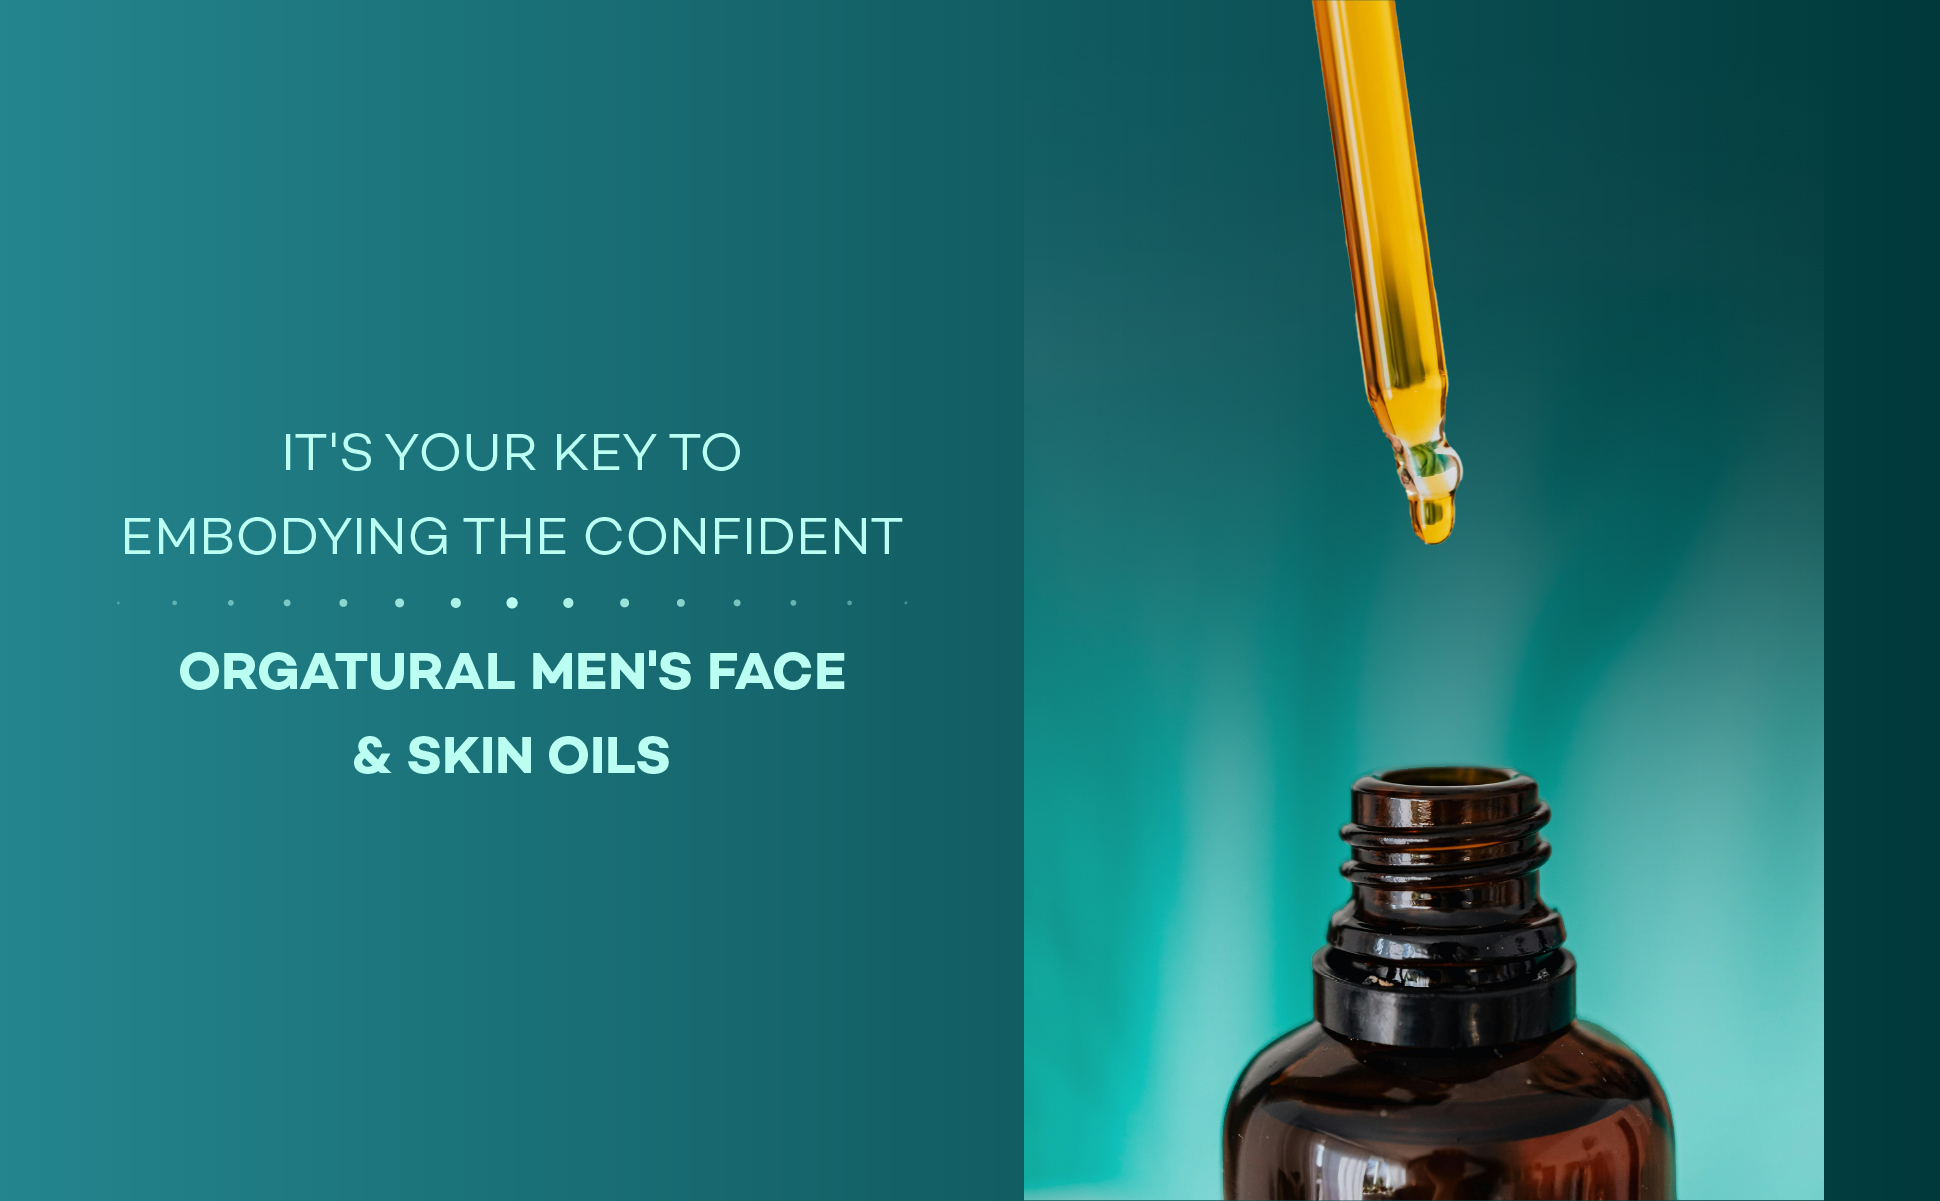 IT'S YOUR KEY TO
EMBODYING THE CONFIDENT
ORGATURAL MEN'S FACE
& SKIN OILS